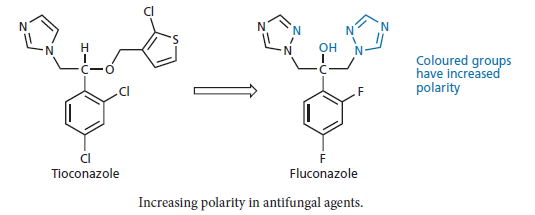 Cl
N
N
H
S
C
O
Cl
Cl
Tioconazole
N
N
N
OH
N
N
N
C
F
F
Fluconazole
Coloured groups
have increased
polarity
Increasing polarity in antifungal agents.